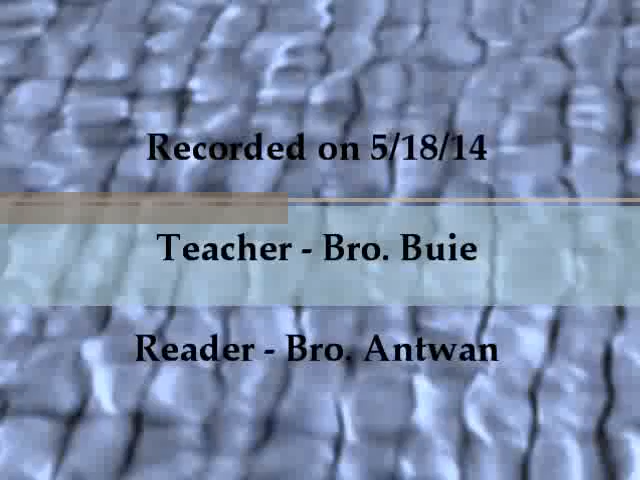 Recorded on 5/18/14
Teacher - Bro. Buie
Reader - Bro. Antwan